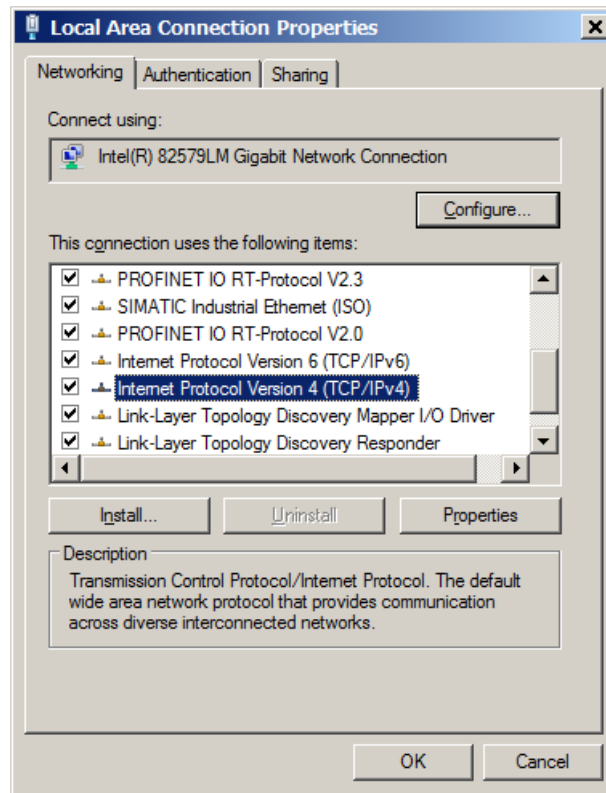 Local Area Connection Properties
Networking
Authentication
Sharing
Connect using:
Intel(R) 82579LM Gigabit Network Connection
Configure...
This connection uses the following items:
PROFINET IO RT-Protocol V2.3
SIMATIC Industrial Ethernet (ISO)
PROFINET IO RT-Protocol V2.0
Internet Protocol Version 6 (TCP/IPv6)
Internet Protocol Version 4 (TCP/IPv4)
Link-Layer Topology Discovery Mapper I/O Driver
Link-Layer Topology Discovery Responder
Install...
Uninstall
Properties
Description
Transmission Control Protocol/Internet Protocol. The default
wide area network protocol that provides communication
across diverse interconnected networks.
OK
Cancel